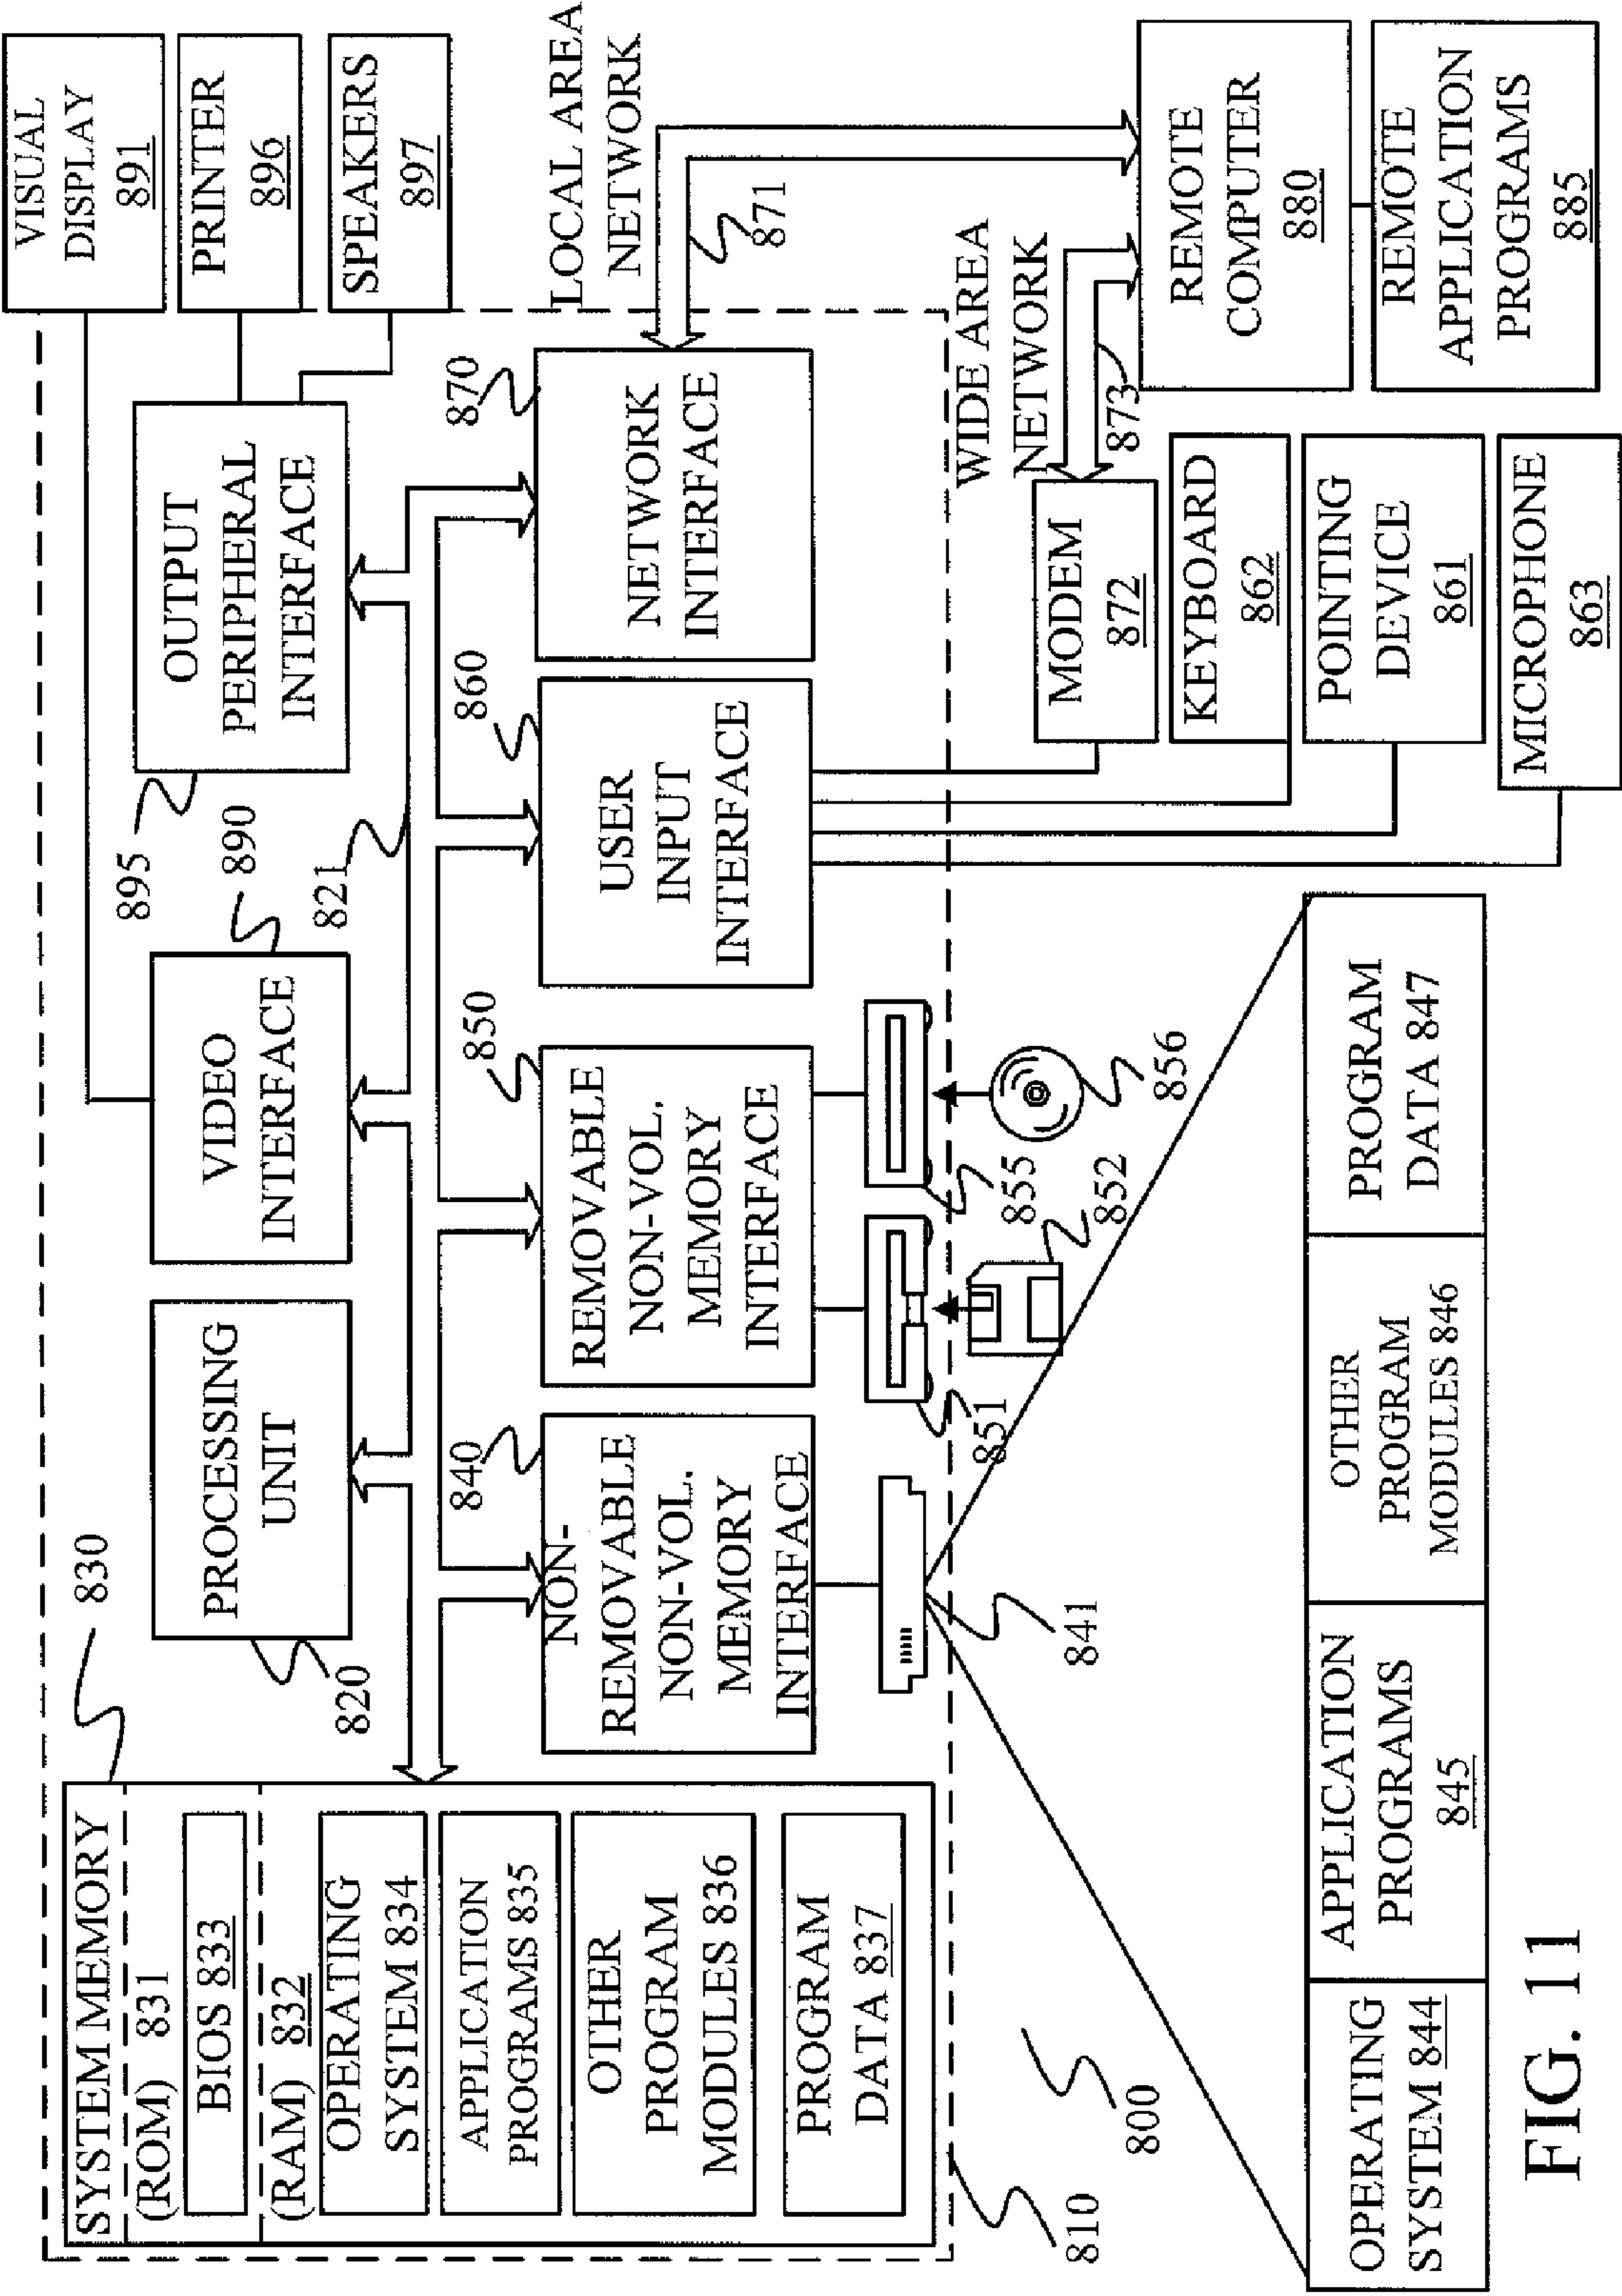 SYSTEM MEMORY
(ROM) 831
BIOS 833
(RAM) 832
OPERATING
SYSTEM 834
APPLICATION
PROGRAMS 835
OTHER
PROGRAM
MODULES 836
PROGRAM
DATA 837
830
820
PROCESSING
UNIT
VIDEO
INTERFACE
890
821
895
OUTPUT
PERIPHERAL
INTERFACE
VISUAL
DISPLAY
891
PRINTER
896
SPEAKERS
897
840
NON-
REMOVABLE
NON-VOL.
MEMORY
INTERFACE
850
REMOVABLE
NON-VOL.
MEMORY
INTERFACE
860
USER
INPUT
INTERFACE
870
NETWORK
INTERFACE
LOCAL AREA
NETWORK
871
841
851
852
855
856
WIDE AREA
NETWORK
873
MODEM
872
KEYBOARD
862
POINTING
DEVICE
861
MICROPHONE
863
REMOTE
COMPUTER
880
REMOTE
APPLICATION
PROGRAMS
885
810
800
OPERATING
SYSTEM 844
APPLICATION
PROGRAMS
845
OTHER
PROGRAM
MODULES 846
PROGRAM
DATA 847
FIG. 11